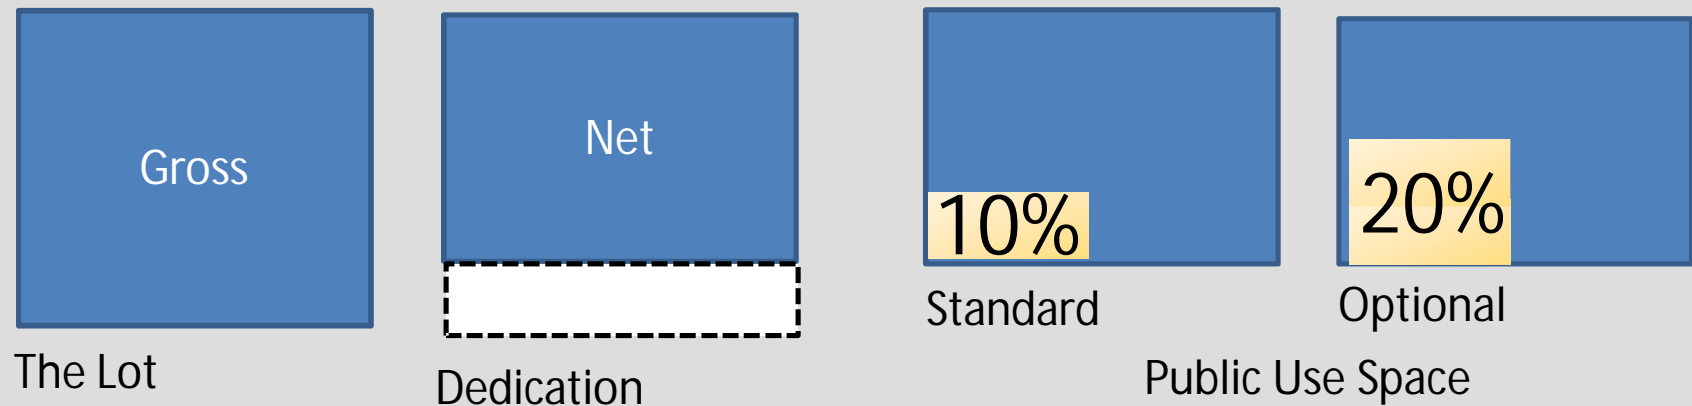 Gross
The Lot
Net
Dedication
10%
Standard
20%
Optional
Public Use Space